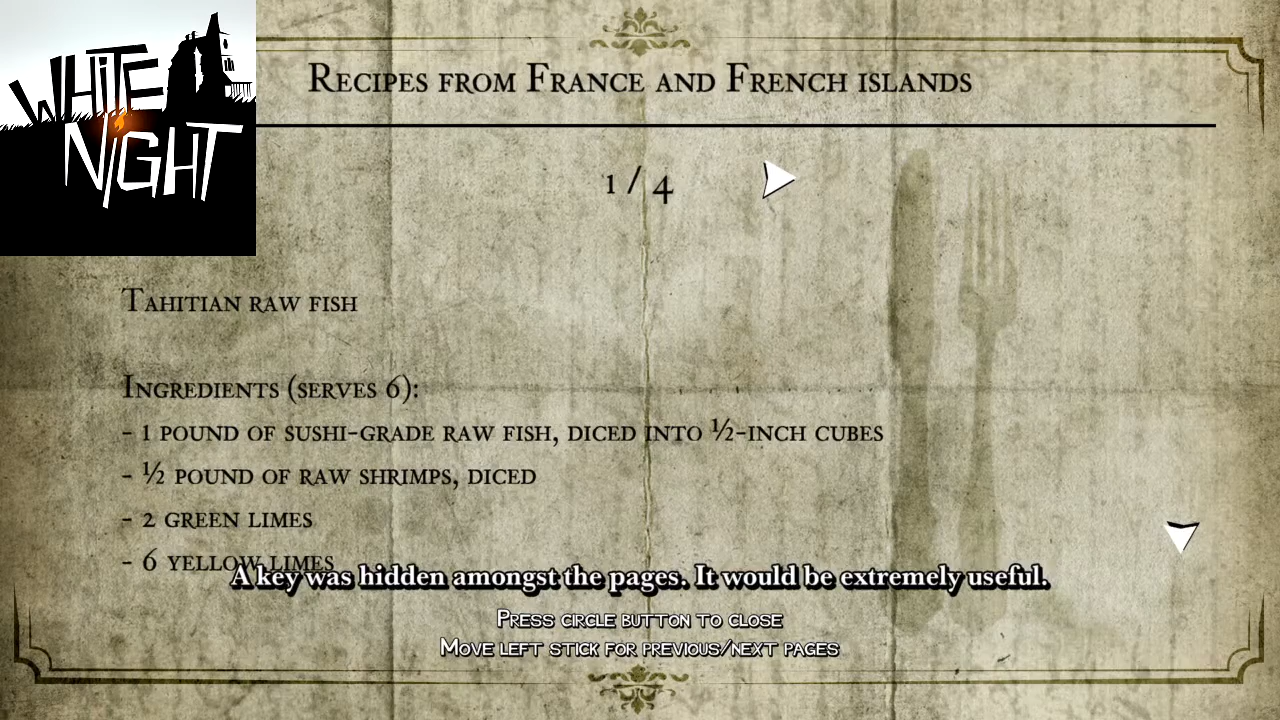 WHiTE
NiGHT
Recipes from France and French islands
1 / 4
Tahitian raw fish
Ingredients (serves 6):
- 1 pound of sushi-grade raw fish, diced into ½-inch cubes
- ½ pound of raw shrimps, diced
- 2 green limes
- 6 yellow limes
A key was hidden amongst the pages. It would be extremely useful.
Press circle button to close
Move left stick for previous/next pages